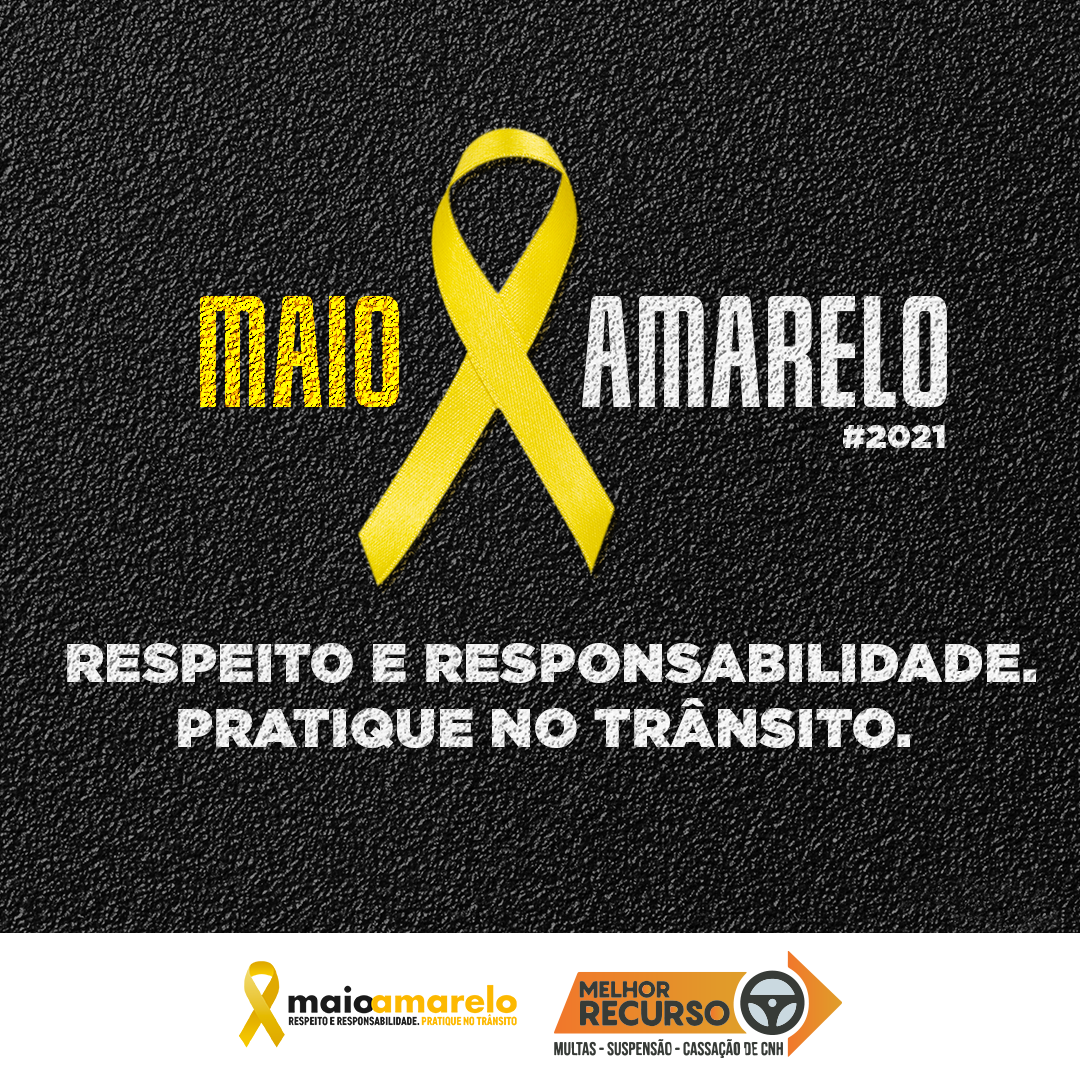 MAIO AMARELO
#2021
RESPEITO E RESPONSABILIDADE.
PRATIQUE NO TRÂNSITO.
maioamarelo
RESPEITO E RESPONSABILIDADE. PRATIQUE NO TRÂNSITO
MELHOR
RECURSO
MULTAS - SUSPENSÃO - CASSAÇÃO DE CNH